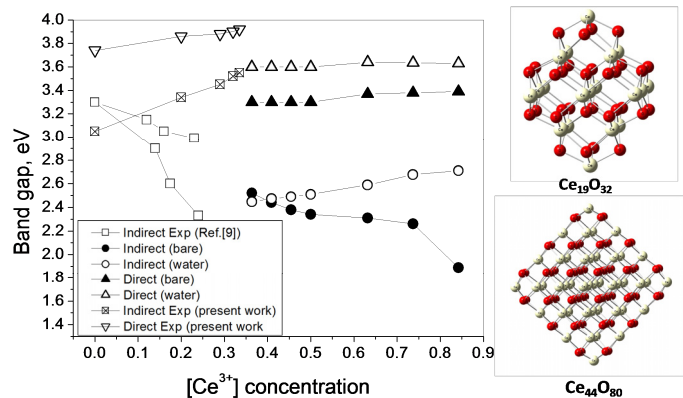 4.0
3.8
3.6
3.4
3.2
3.0
2.8
2.6
2.4
2.2
2.0
1.8
1.6
1.4
Band gap, eV
Indirect Exp (Ref.[9])
Indirect (bare)
Indirect (water)
Direct (bare)
Direct (water)
Indirect Exp (present work)
Direct Exp (present work
0.0 0.1 0.2 0.3 0.4 0.5 0.6 0.7 0.8 0.9
[Ce³⁺] concentration
Ce₁₉O₃₂
Ce₄₄O₈₀